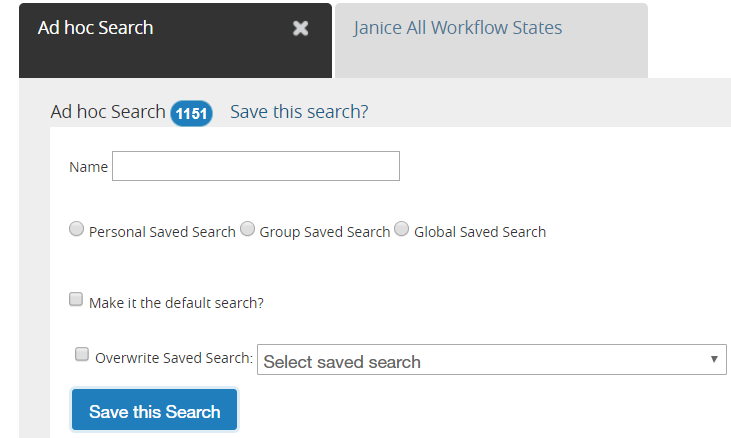 Ad hoc Search
Janice All Workflow States
Ad hoc Search 1151 Save this search?
Name
Personal Saved Search Group Saved Search Global Saved Search
Make it the default search?
Overwrite Saved Search: Select saved search
Save this Search